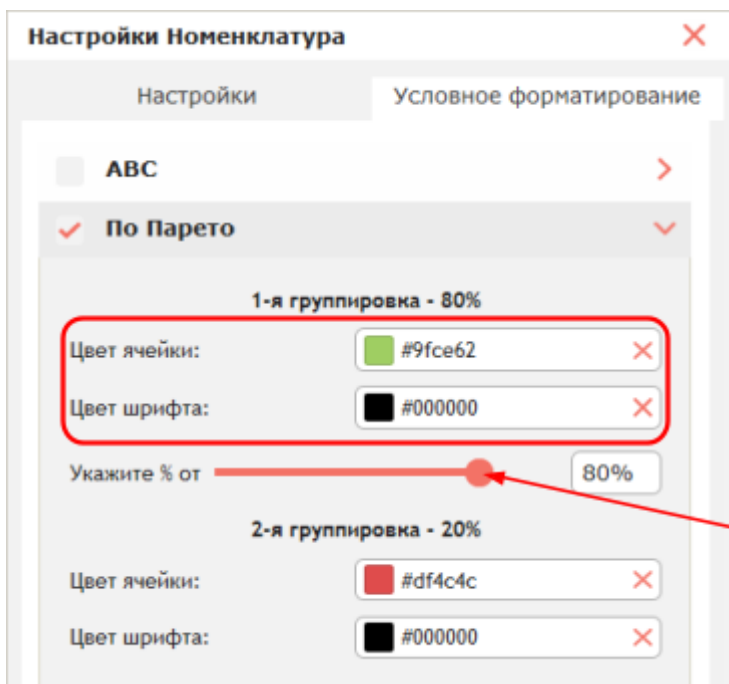 Настройки Номенклатура
Настройки Условное форматирование
ABC
По Парето
1-я группировка - 80%
Цвет ячейки: #9fce62
Цвет шрифта: #000000
Укажите % от 80%
2-я группировка - 20%
Цвет ячейки: #df4c4c
Цвет шрифта: #000000